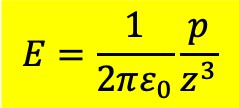 $E = \frac{1}{2\pi\varepsilon_0} \frac{p}{z^3}$